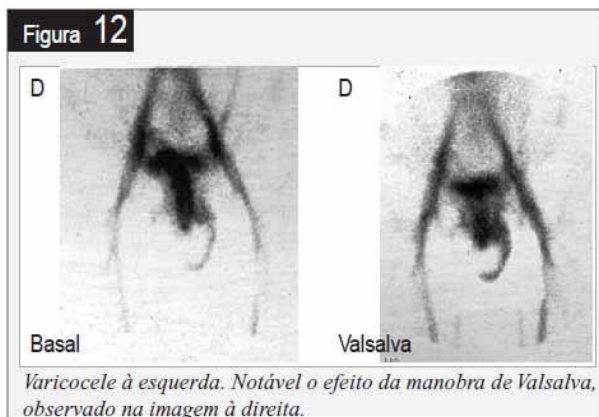 Figura 12
D
D
Basal
Valsalva
Varicocele à esquerda. Notável o efeito da manobra de Valsalva,
observado na imagem à direita.